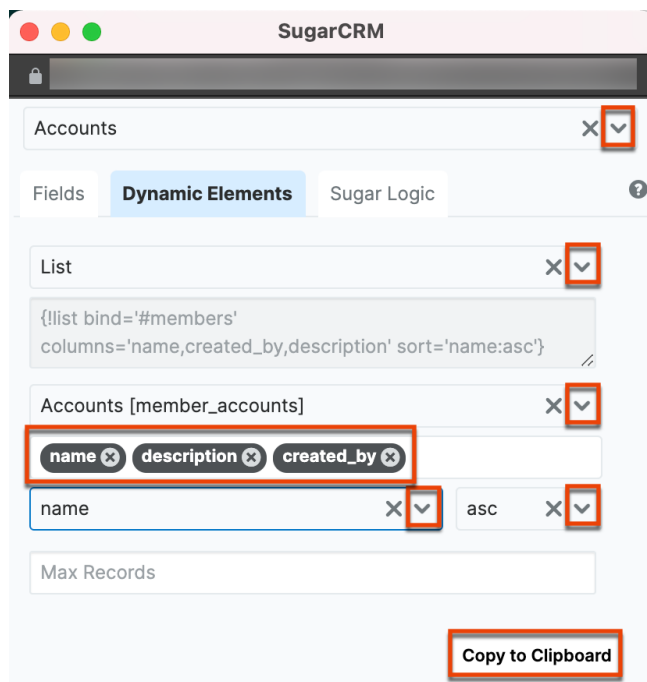 SugarCRM
Accounts
Fields Dynamic Elements Sugar Logic
List
{!list bind='#members'
columns='name,created_by,description' sort='name:asc'}
Accounts [member_accounts]
name description created_by
name asc
Max Records
Copy to Clipboard